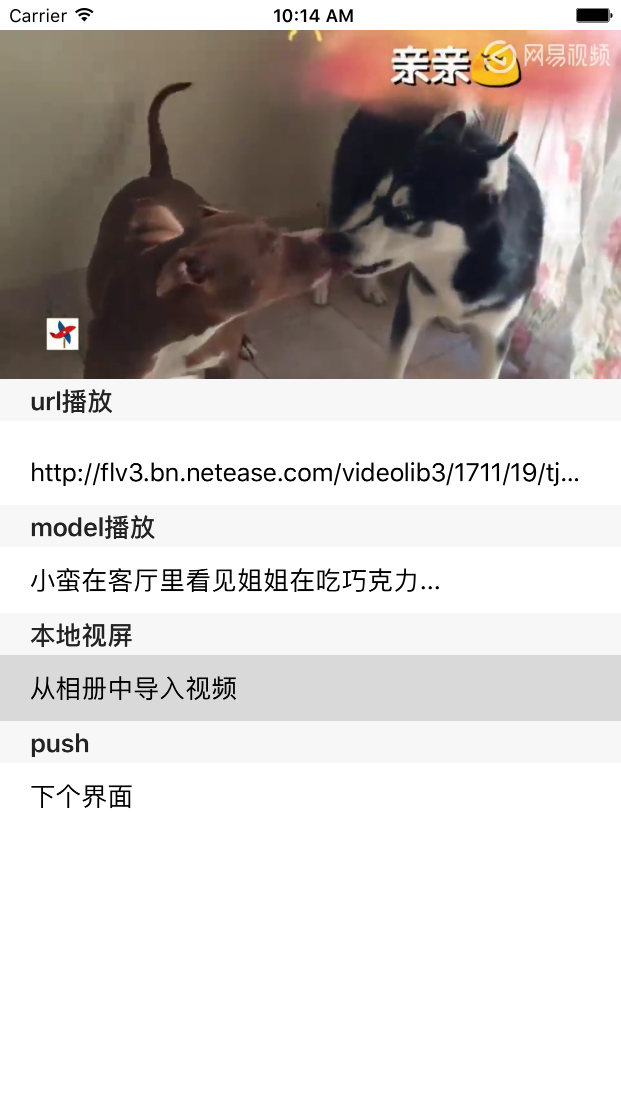 Carrier 10:14 AM
亲亲 网易视频
url播放
http://flv3.bn.netease.com/videolib3/1711/19/tj...
model播放
小蛮在客厅里看见姐姐在吃巧克力...
本地视屏
从相册中导入视频
push
下个界面